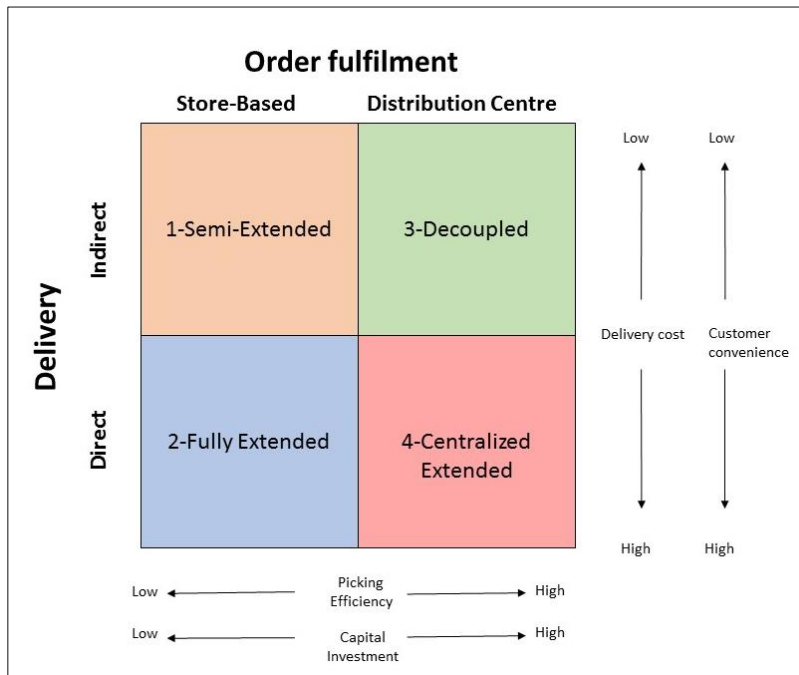 Order fulfilment
Store-Based Distribution Centre
Low Low
Indirect
1-Semi-Extended 3-Decoupled
Delivery
Delivery cost Customer
convenience
Direct
2-Fully Extended 4-Centralized
Extended
High High
Low Picking
Efficiency High
Low Capital
Investment High